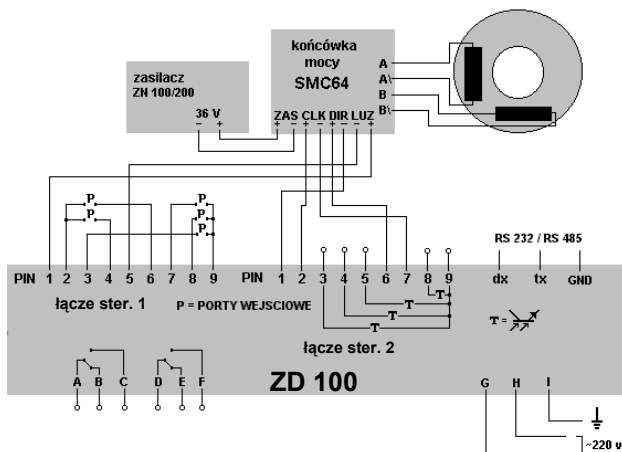 końcówka
mocy
SMC64
zasilacz
ZN 100/200
36 V
− +
A
A\
B
B\
ZAS CLK DIR LUZ
+ − + − + − − +
P
P
P
P
P
PIN 1 2 3 4 5 6 7 8 9
PIN 1 2 3 4 5 6 7 8 9
RS 232 / RS 485
dx tx GND
łącze ster. 1
P = PORTY WEJSCIOWE
T
T
T
T
T =
łącze ster. 2
A B C D E F
ZD 100
G H I
~220 v